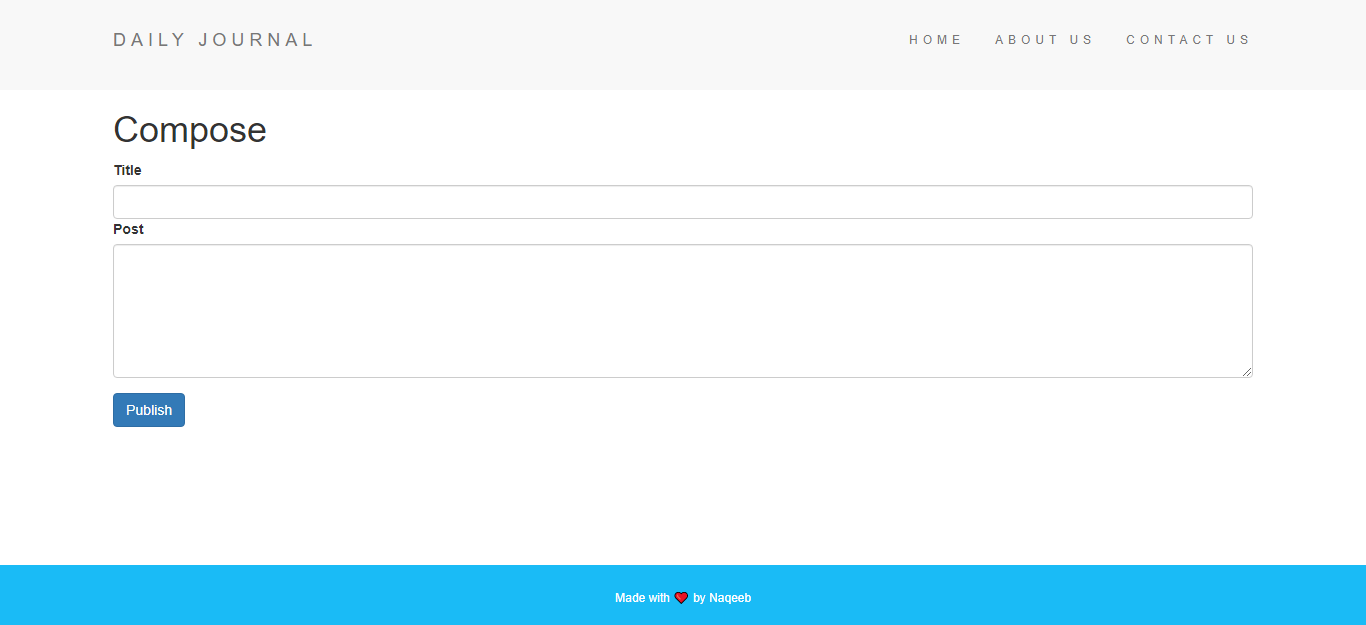 DAILY JOURNAL
HOME ABOUT US CONTACT US
Compose
Title
Post
Publish
Made with ❤️ by Naqeeb